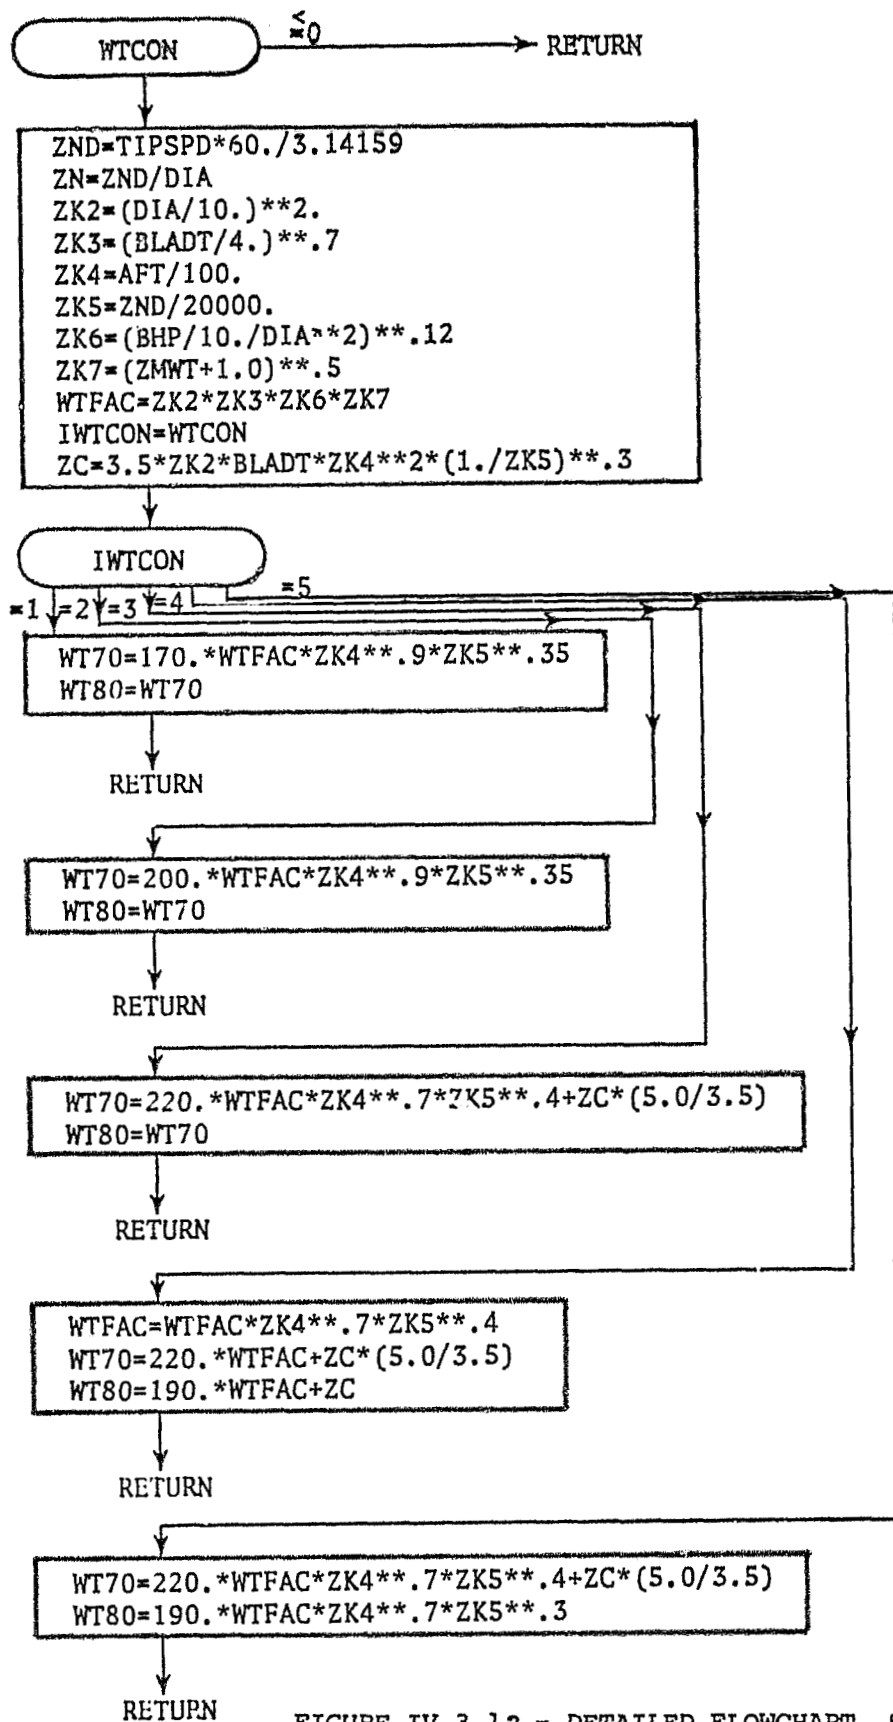 WTCON
≤0
RETURN
ZND=TIPSPD*60./3.14159
ZN=ZND/DIA
ZK2=(DIA/10.)**2.
ZK3=(BLADT/4.)**.7
ZK4=AFT/100.
ZK5=ZND/20000.
ZK6=(BHP/10./DIA**2)**.12
ZK7=(ZMWT+1.0)**.5
WTFAC=ZK2*ZK3*ZK6*ZK7
IWTCON=WTCON
ZC=3.5*ZK2*BLADT*ZK4**2*(1./ZK5)**.3
IWTCON
=1 =2 =3 =4 =5
WT70=170.*WTFAC*ZK4**.9*ZK5**.35
WT80=WT70
RETURN
WT70=200.*WTFAC*ZK4**.9*ZK5**.35
WT80=WT70
RETURN
WT70=220.*WTFAC*ZK4**.7*ZK5**.4+ZC*(5.0/3.5)
WT80=WT70
RETURN
WTFAC=WTFAC*ZK4**.7*ZK5**.4
WT70=220.*WTFAC+ZC*(5.0/3.5)
WT80=190.*WTFAC+ZC
RETURN
WT70=220.*WTFAC*ZK4**.7*ZK5**.4+ZC*(5.0/3.5)
WT80=190.*WTFAC*ZK4**.7*ZK5**.3
RETURN
FIGURE IV 3.12 - DETAILED FLOWCHART